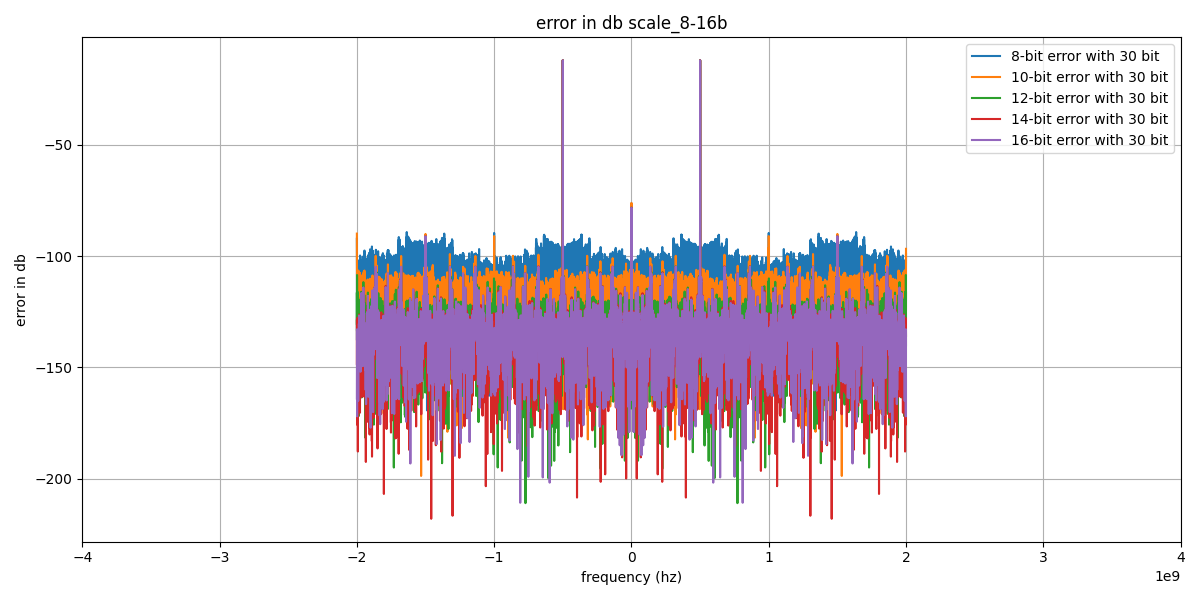 error in db scale_8-16b
error in db
−50
−100
−150
−200
8-bit error with 30 bit
10-bit error with 30 bit
12-bit error with 30 bit
14-bit error with 30 bit
16-bit error with 30 bit
−4 −3 −2 −1 0 1 2 3 4
1e9
frequency (hz)